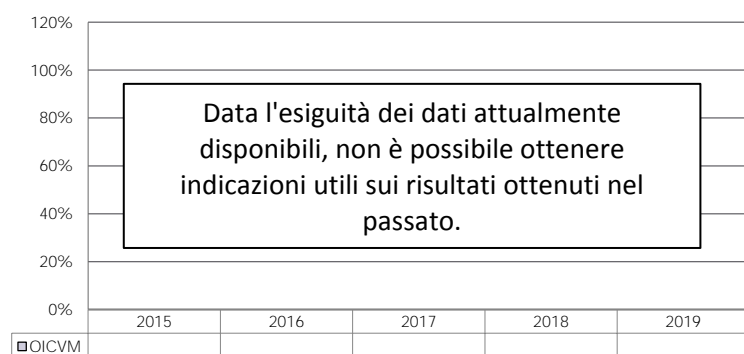 120%
100%
80%
60%
40%
20%
0%
Data l'esiguità dei dati attualmente
disponibili, non è possibile ottenere
indicazioni utili sui risultati ottenuti nel
passato.
2015 2016 2017 2018 2019
OICVM